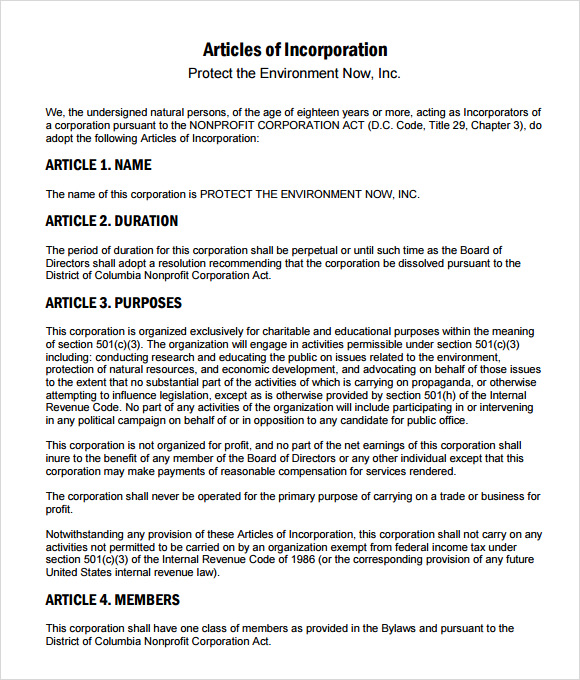 Articles of Incorporation
Protect the Environment Now, Inc.
We, the undersigned natural persons, of the age of eighteen years or more, acting as Incorporators of
a corporation pursuant to the NONPROFIT CORPORATION ACT (D.C. Code, Title 29, Chapter 3), do
adopt the following Articles of Incorporation:
ARTICLE 1. NAME
The name of this corporation is PROTECT THE ENVIRONMENT NOW, INC.
ARTICLE 2. DURATION
The period of duration for this corporation shall be perpetual or until such time as the Board of
Directors shall adopt a resolution recommending that the corporation be dissolved pursuant to the
District of Columbia Nonprofit Corporation Act.
ARTICLE 3. PURPOSES
This corporation is organized exclusively for charitable and educational purposes within the meaning
of section 501(c)(3). The organization will engage in activities permissible under section 501(c)(3)
including: conducting research and educating the public on issues related to the environment,
protection of natural resources, and economic development, and advocating on behalf of those issues
to the extent that no substantial part of the activities of which is carrying on propaganda, or otherwise
attempting to influence legislation, except as is otherwise provided by section 501(h) of the Internal
Revenue Code. No part of any activities of the organization will include participating in or intervening
in any political campaign on behalf of or in opposition to any candidate for public office.
This corporation is not organized for profit, and no part of the net earnings of this corporation shall
inure to the benefit of any member of the Board of Directors or any other individual except that this
corporation may make payments of reasonable compensation for services rendered.
The corporation shall never be operated for the primary purpose of carrying on a trade or business for
profit.
Notwithstanding any provision of these Articles of Incorporation, this corporation shall not carry on any
activities not permitted to be carried on by an organization exempt from federal income tax under
section 501(c)(3) of the Internal Revenue Code of 1986 (or the corresponding provision of any future
United States internal revenue law).
ARTICLE 4. MEMBERS
This corporation shall have one class of members as provided in the Bylaws and pursuant to the
District of Columbia Nonprofit Corporation Act.